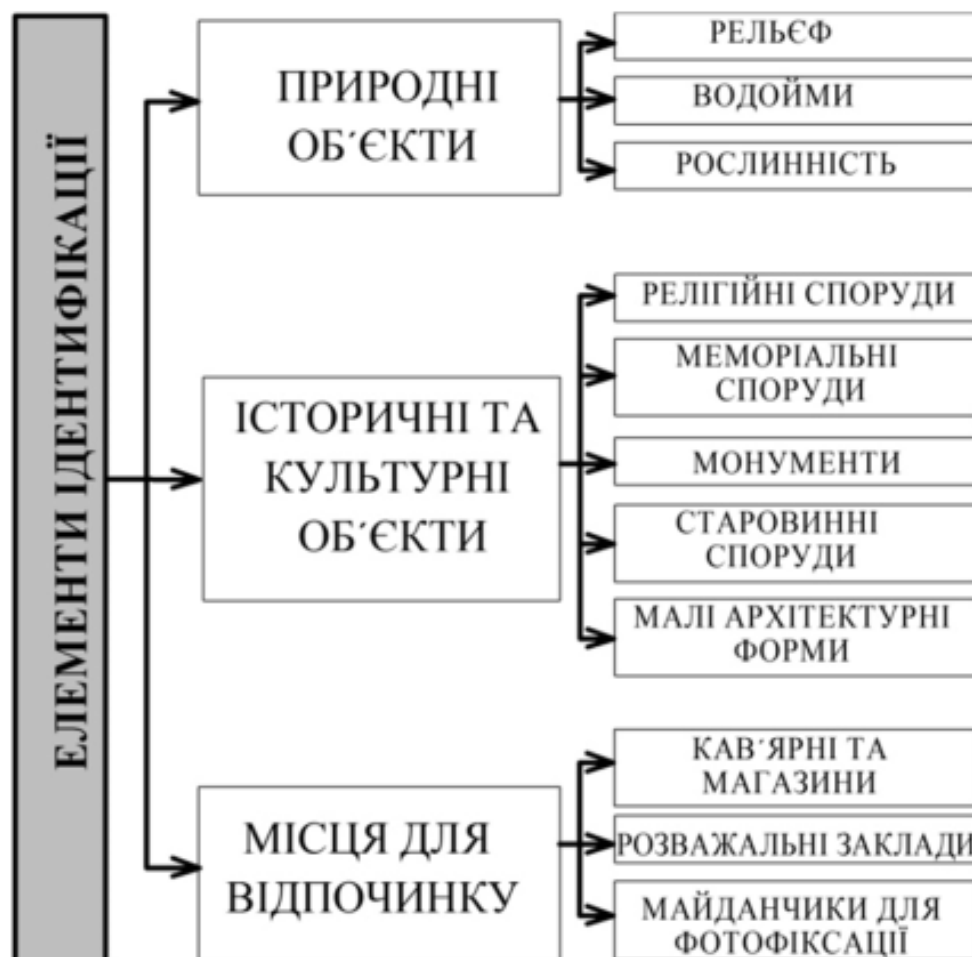 ЕЛЕМЕНТИ ІДЕНТИФІКАЦІЇ
ПРИРОДНІ
ОБ´ЄКТИ
РЕЛЬЄФ
ВОДОЙМИ
РОСЛИННІСТЬ
ІСТОРИЧНІ ТА
КУЛЬТУРНІ
ОБ´ЄКТИ
РЕЛІГІЙНІ СПОРУДИ
МЕМОРІАЛЬНІ
СПОРУДИ
МОНУМЕНТИ
СТАРОВИННІ
СПОРУДИ
МАЛІ АРХІТЕКТУРНІ
ФОРМИ
МІСЦЯ ДЛЯ
ВІДПОЧИНКУ
КАВ´ЯРНІ ТА
МАГАЗИНИ
РОЗВАЖАЛЬНІ ЗАКЛАДИ
МАЙДАНЧИКИ ДЛЯ
ФОТОФІКСАЦІЇ